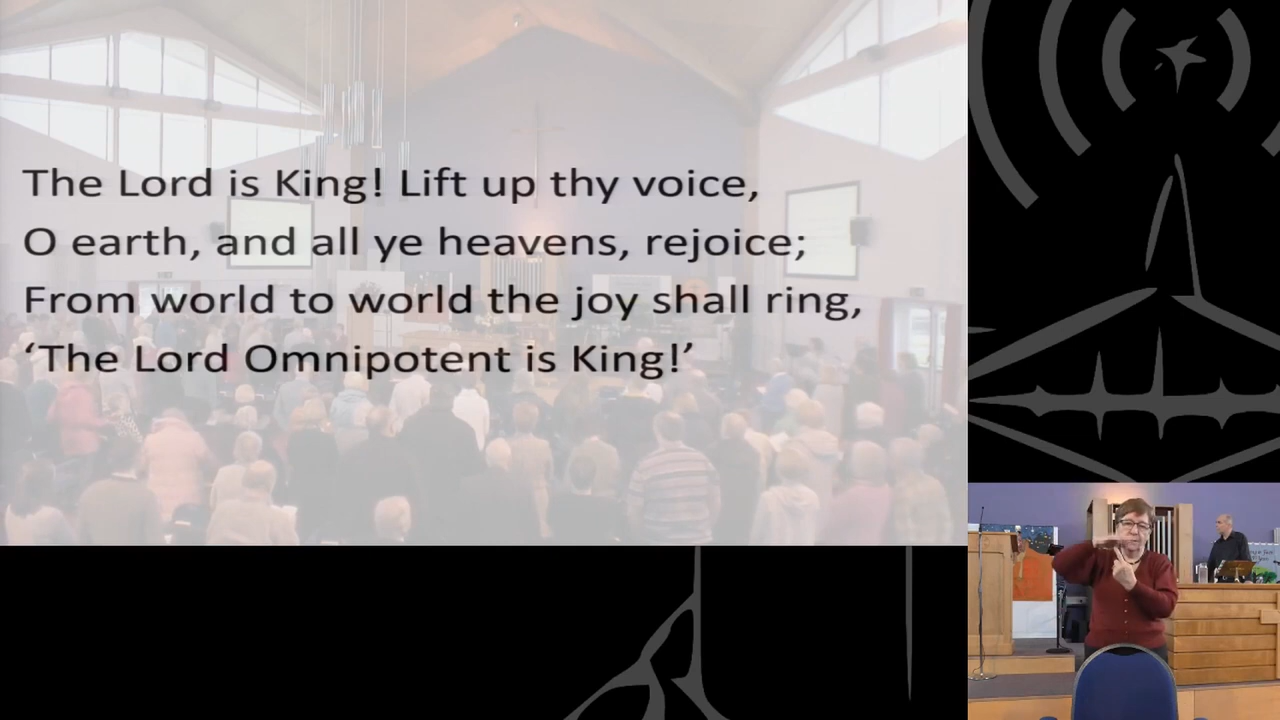 The Lord is King! Lift up thy voice,
O earth, and all ye heavens, rejoice;
From world to world the joy shall ring,
‘The Lord Omnipotent is King!’